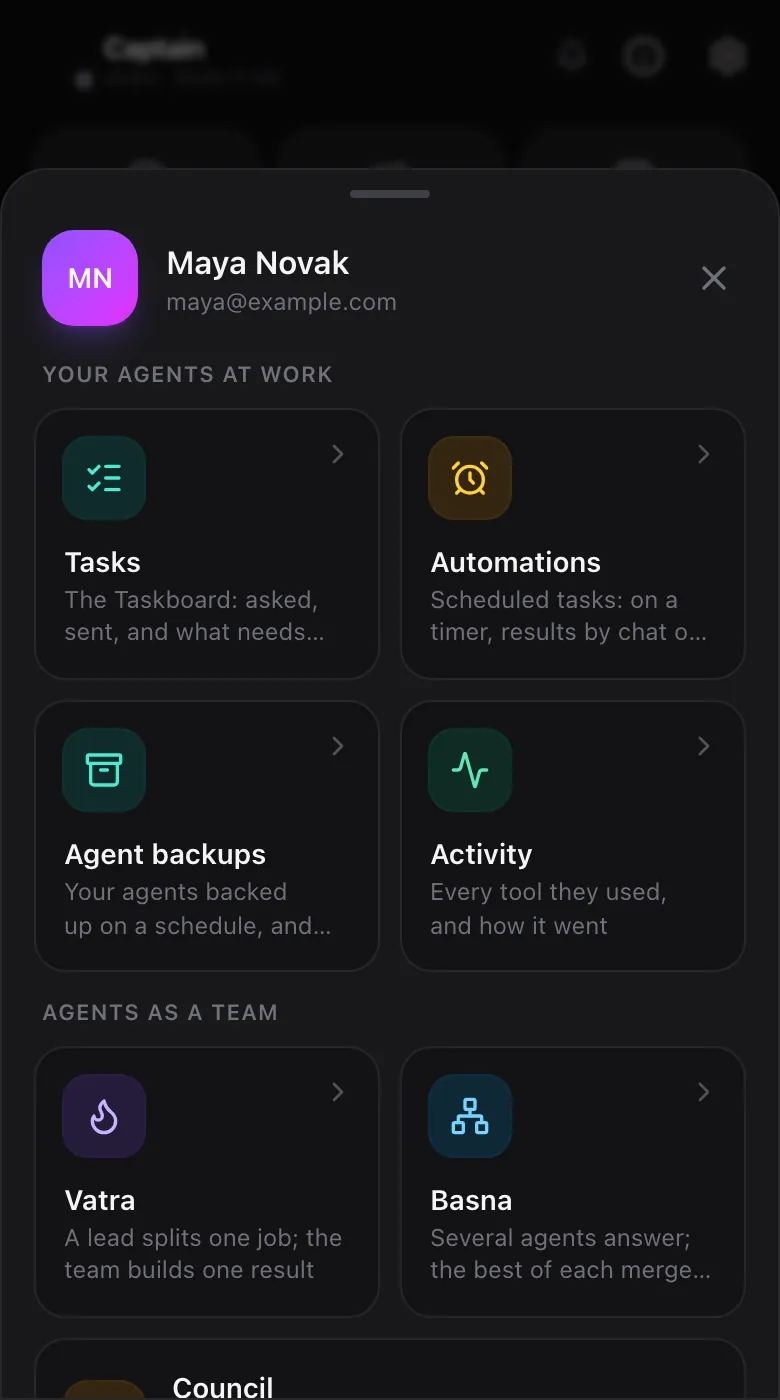 Captain
MN
Maya Novak
maya@example.com
YOUR AGENTS AT WORK
Tasks
The Taskboard: asked,
sent, and what needs...
Automations
Scheduled tasks: on a
timer, results by chat o...
Agent backups
Your agents backed
up on a schedule, and...
Activity
Every tool they used,
and how it went
AGENTS AS A TEAM
Vatra
A lead splits one job; the
team builds one result
Basna
Several agents answer;
the best of each merge...
Council